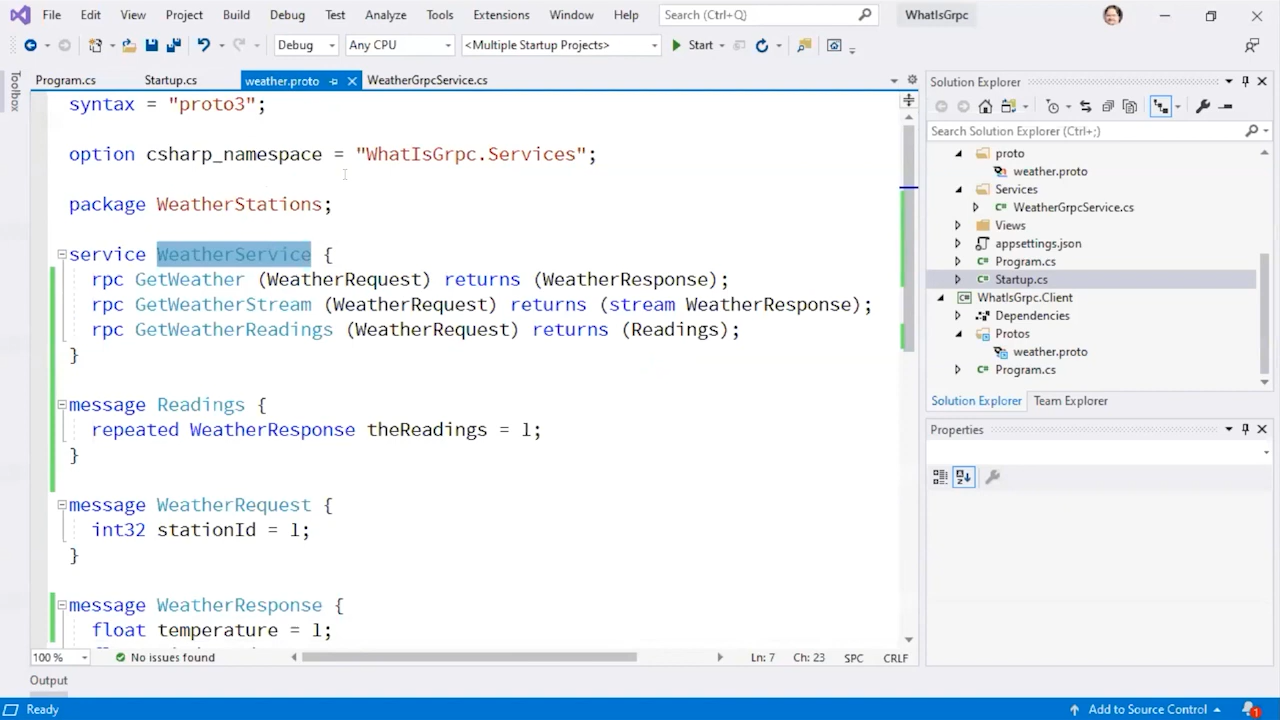 File Edit View Project Build Debug Test Analyze Tools Extensions Window Help Search (Ctrl+Q) WhatIsGrpc
Debug Any CPU <Multiple Startup Projects> Start
Toolbox
Program.cs Startup.cs weather.proto WeatherGrpcService.cs
syntax = "proto3";
option csharp_namespace = "WhatIsGrpc.Services";
package WeatherStations;
service WeatherService {
rpc GetWeather (WeatherRequest) returns (WeatherResponse);
rpc GetWeatherStream (WeatherRequest) returns (stream WeatherResponse);
rpc GetWeatherReadings (WeatherRequest) returns (Readings);
}
message Readings {
repeated WeatherResponse theReadings = 1;
}
message WeatherRequest {
int32 stationId = 1;
}
message WeatherResponse {
float temperature = 1;
100 % No issues found Ln: 7 Ch: 23 SPC CRLF
Output
Solution Explorer
Search Solution Explorer (Ctrl+;)
proto
weather.proto
Services
WeatherGrpcService.cs
Views
appsettings.json
Program.cs
Startup.cs
WhatIsGrpc.Client
Dependencies
Protos
weather.proto
Program.cs
Solution Explorer Team Explorer
Properties
Ready Add to Source Control 1